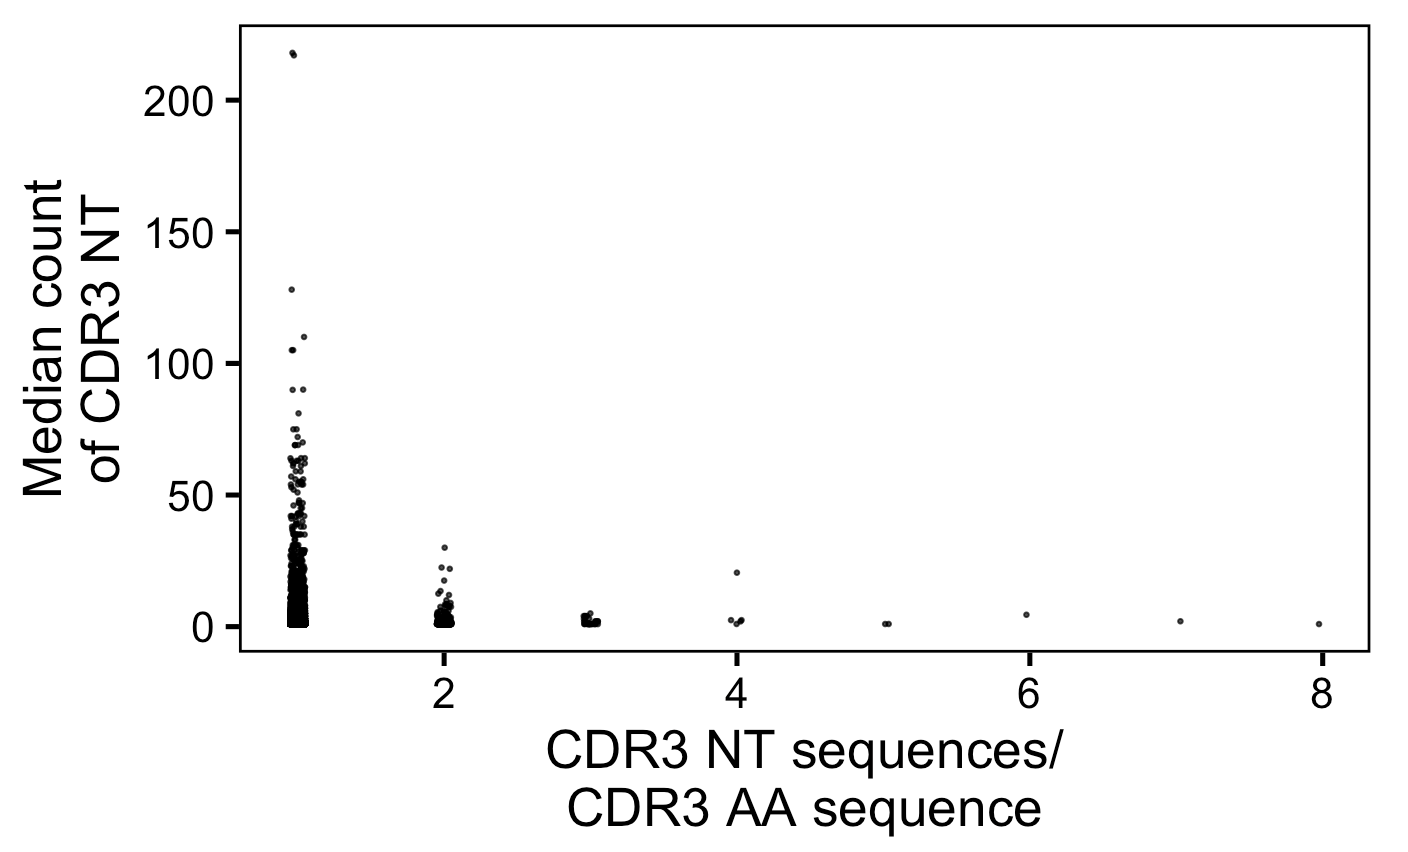 Median count
of CDR3 NT
200
150
100
50
0
2
4
6
8
CDR3 NT sequences/
CDR3 AA sequence